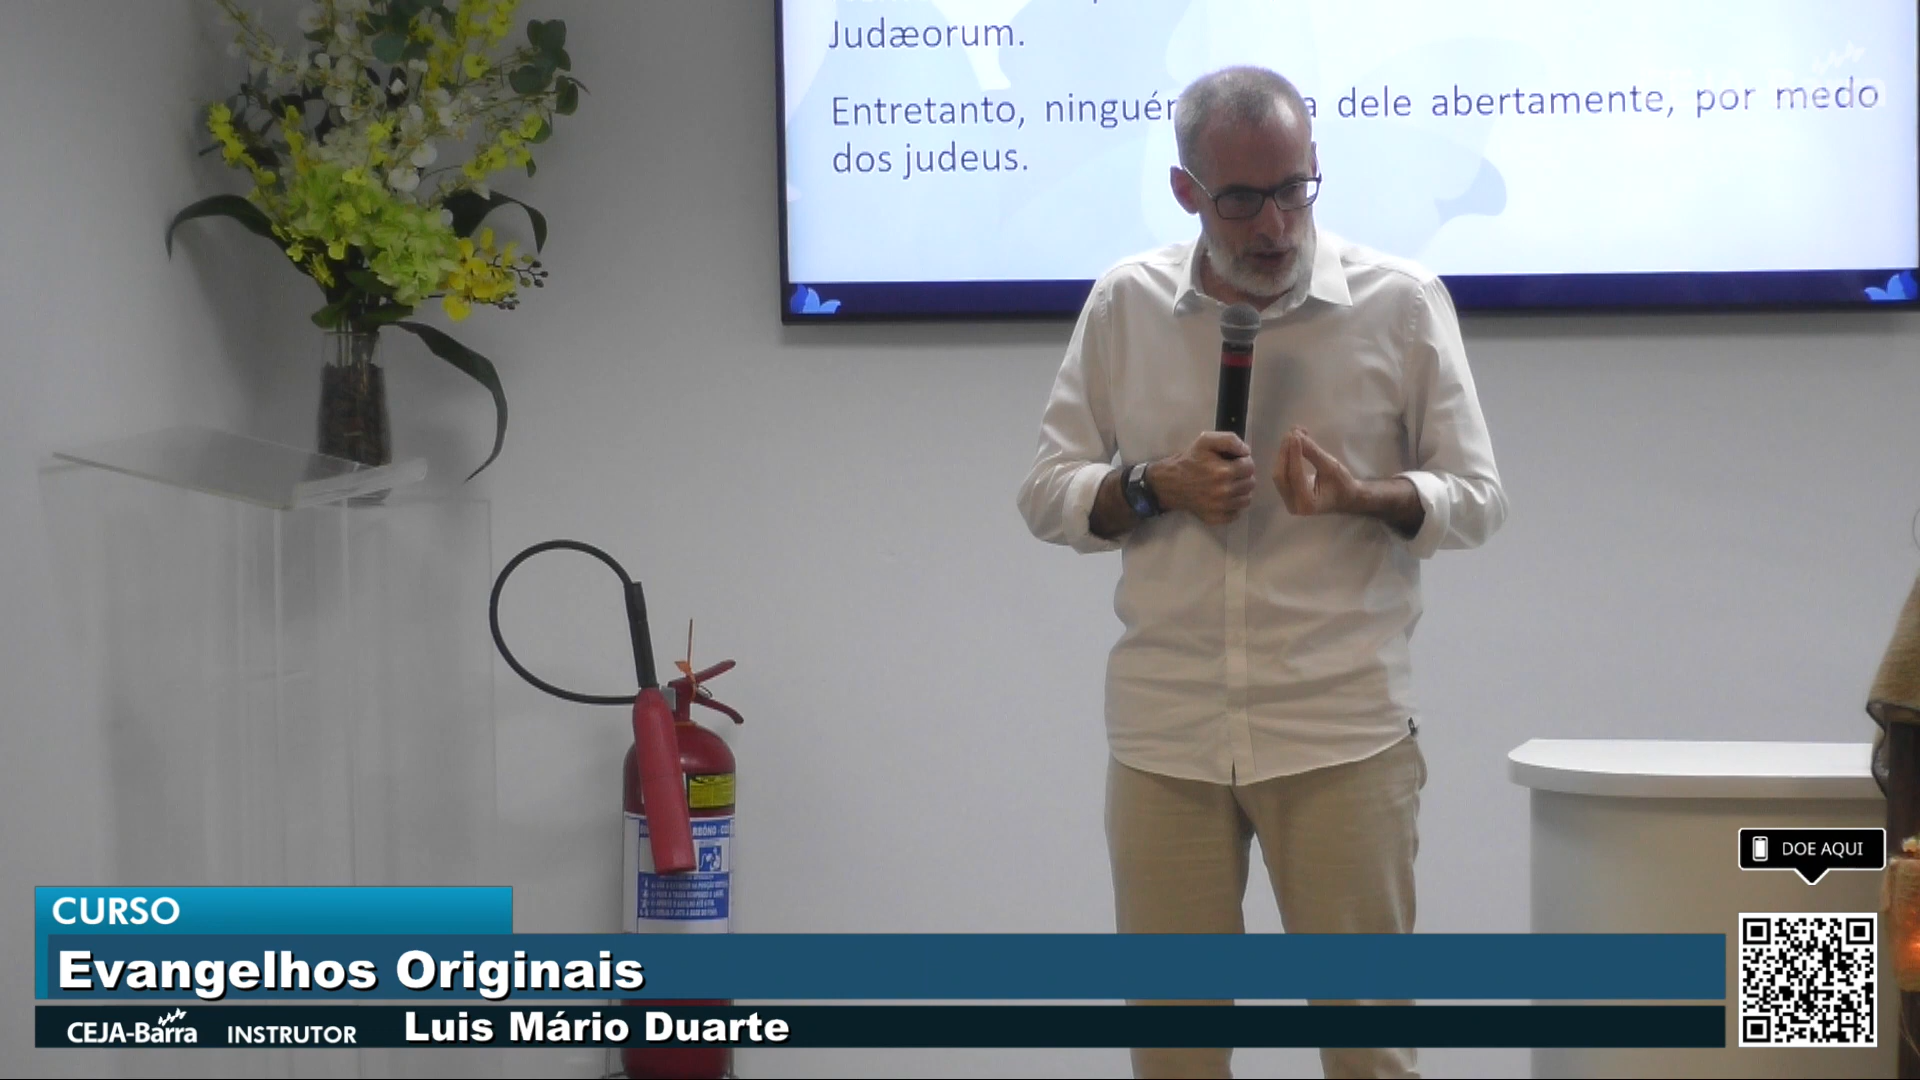 Judæorum.
Entretanto, ninguém dele abertamente, por medo
dos judeus.
DOE AQUI
CURSO
Evangelhos Originais
CEJA-Barra INSTRUTOR Luis Mário Duarte